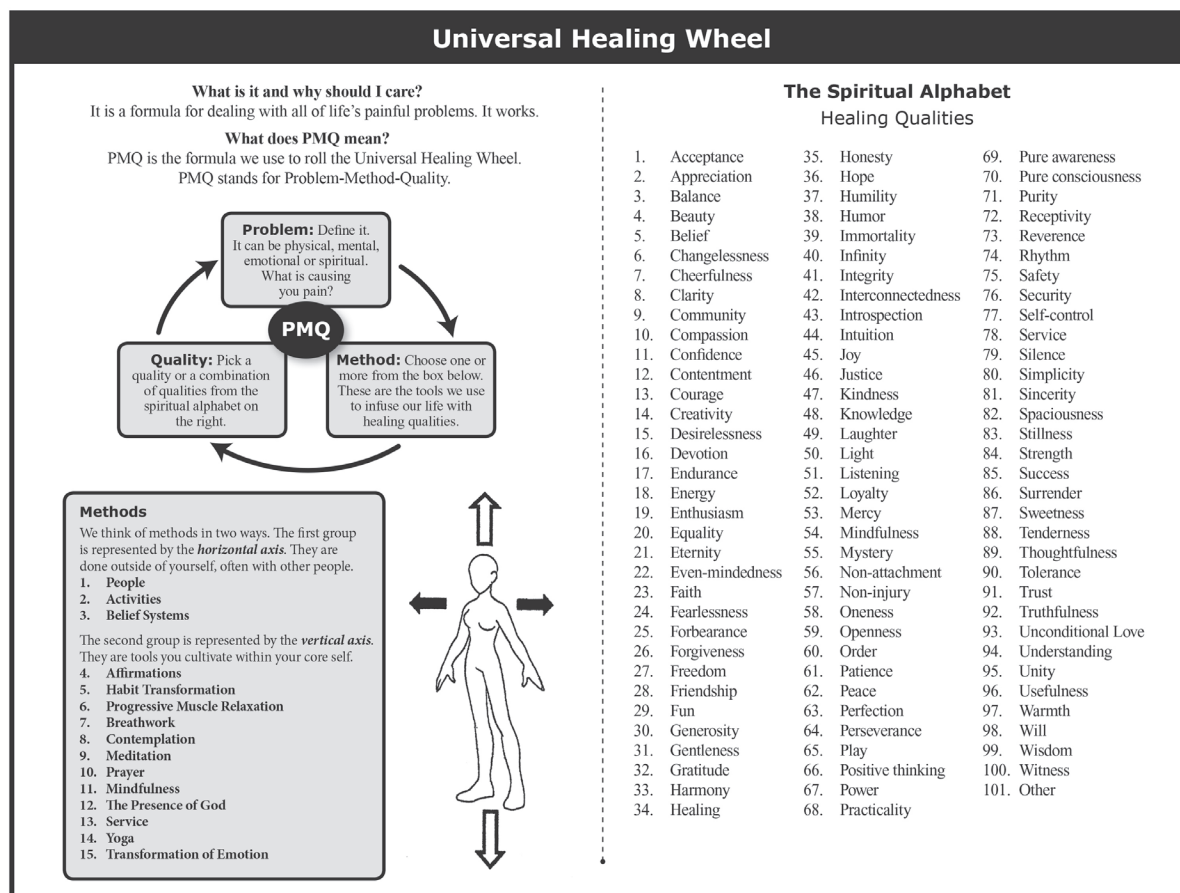 Universal Healing Wheel
What is it and why should I care?
It is a formula for dealing with all of life's painful problems. It works.
What does PMQ mean?
PMQ is the formula we use to roll the Universal Healing Wheel.
PMQ stands for Problem-Method-Quality.
Problem: Define it.
It can be physical, mental,
emotional or spiritual.
What is causing
you pain?
PMQ
Quality: Pick a
quality or a combination
of qualities from the
spiritual alphabet on
the right.
Method: Choose one or
more from the box below.
These are the tools we use
to infuse our life with
healing qualities.
Methods
We think of methods in two ways. The first group
is represented by the horizontal axis. They are
done outside of yourself, often with other people.
1. People
2. Activities
3. Belief Systems
The second group is represented by the vertical axis.
They are tools you cultivate within your core self.
4. Affirmations
5. Habit Transformation
6. Progressive Muscle Relaxation
7. Breathwork
8. Contemplation
9. Meditation
10. Prayer
11. Mindfulness
12. The Presence of God
13. Service
14. Yoga
15. Transformation of Emotion
The Spiritual Alphabet
Healing Qualities
1. Acceptance
2. Appreciation
3. Balance
4. Beauty
5. Belief
6. Changelessness
7. Cheerfulness
8. Clarity
9. Community
10. Compassion
11. Confidence
12. Contentment
13. Courage
14. Creativity
15. Desirelessness
16. Devotion
17. Endurance
18. Energy
19. Enthusiasm
20. Equality
21. Eternity
22. Even-mindedness
23. Faith
24. Fearlessness
25. Forbearance
26. Forgiveness
27. Freedom
28. Friendship
29. Fun
30. Generosity
31. Gentleness
32. Gratitude
33. Harmony
34. Healing
35. Honesty
36. Hope
37. Humility
38. Humor
39. Immortality
40. Infinity
41. Integrity
42. Interconnectedness
43. Introspection
44. Intuition
45. Joy
46. Justice
47. Kindness
48. Knowledge
49. Laughter
50. Light
51. Listening
52. Loyalty
53. Mercy
54. Mindfulness
55. Mystery
56. Non-attachment
57. Non-injury
58. Oneness
59. Openness
60. Order
61. Patience
62. Peace
63. Perfection
64. Perseverance
65. Play
66. Positive thinking
67. Power
68. Practicality
69. Pure awareness
70. Pure consciousness
71. Purity
72. Receptivity
73. Reverence
74. Rhythm
75. Safety
76. Security
77. Self-control
78. Service
79. Silence
80. Simplicity
81. Sincerity
82. Spaciousness
83. Stillness
84. Strength
85. Success
86. Surrender
87. Sweetness
88. Tenderness
89. Thoughtfulness
90. Tolerance
91. Trust
92. Truthfulness
93. Unconditional Love
94. Understanding
95. Unity
96. Usefulness
97. Warmth
98. Will
99. Wisdom
100. Witness
101. Other